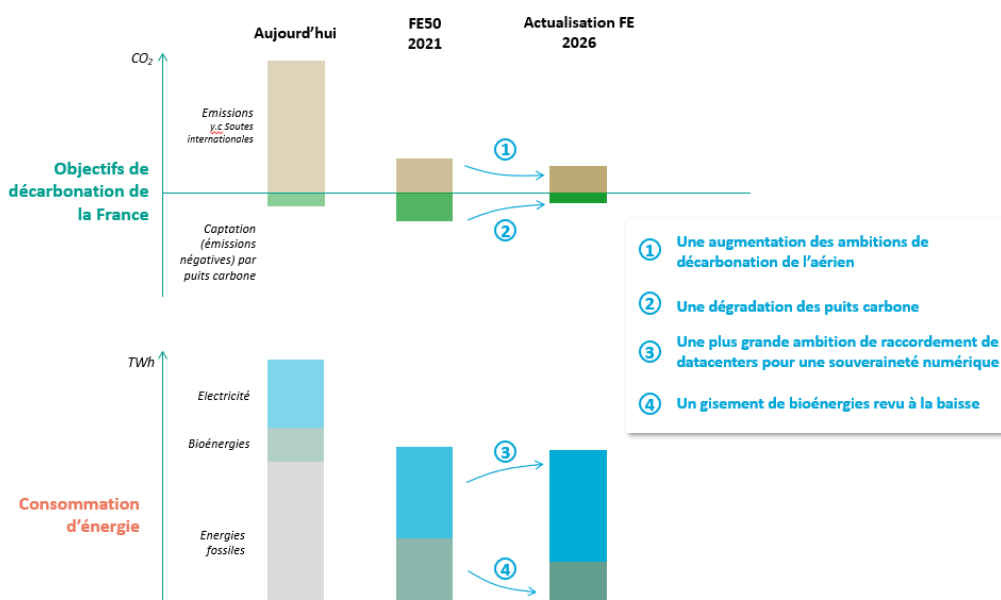 Aujourd'hui
FE50
2021
Actualisation FE
2026
CO₂
Emissions
y.c Soutes
internationales
Objectifs de
décarbonation de
la France
Captation
(émissions
négatives) par
puits carbone
1
2
1 Une augmentation des ambitions de
décarbonation de l'aérien
2 Une dégradation des puits carbone
3 Une plus grande ambition de raccordement de
datacenters pour une souveraineté numérique
4 Un gisement de bioénergies revu à la baisse
TWh
Electricité
Bioénergies
Energies
fossiles
Consommation
d'énergie
3
4